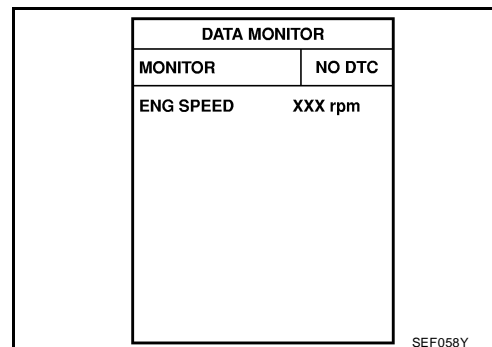 DATA MONITOR
MONITOR NO DTC
ENG SPEED XXX rpm
SEF058Y